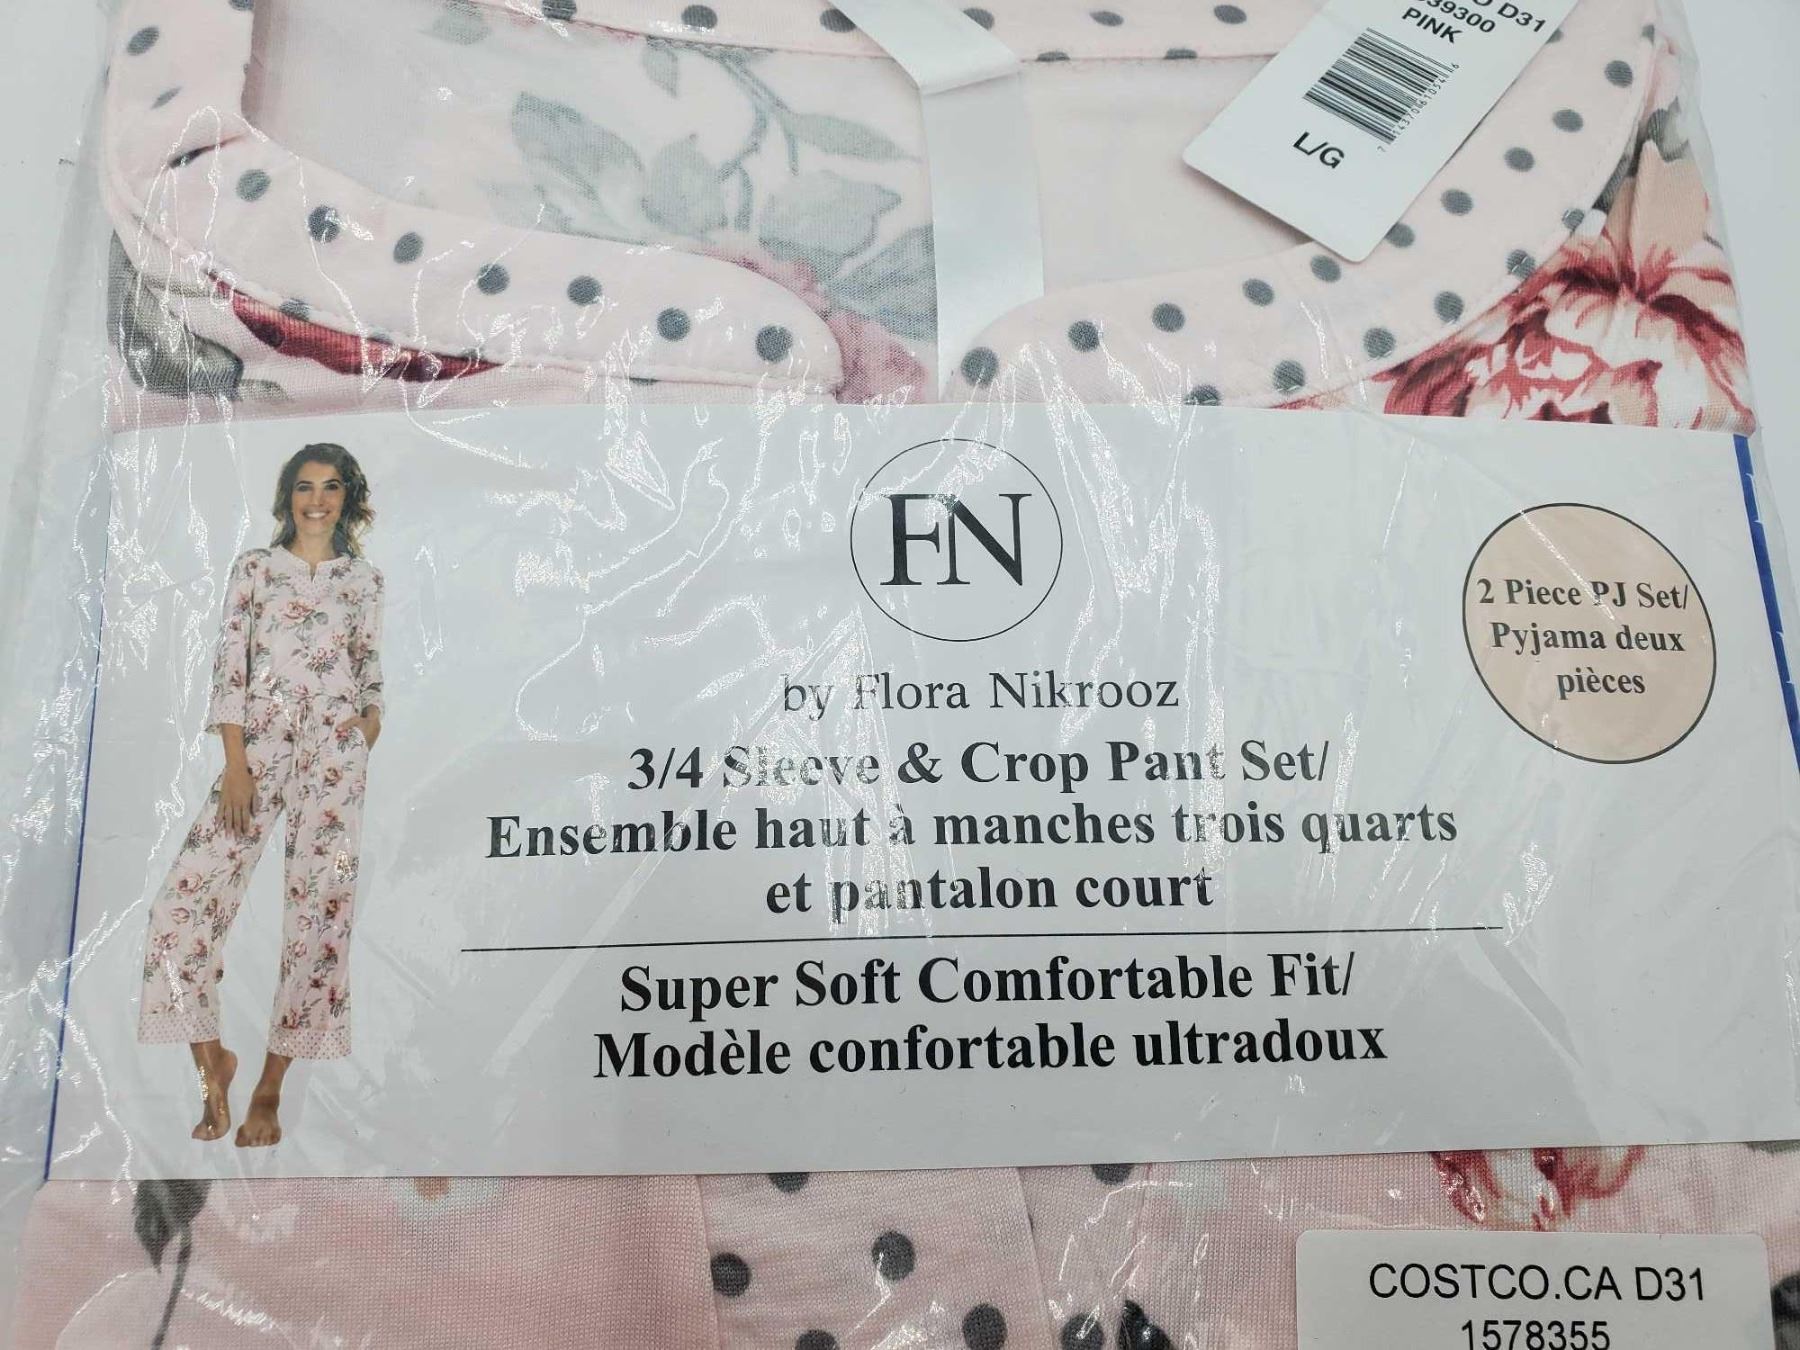 D31
39300
PINK
L/G
FN
by Flora Nikrooz
3/4 Sleeve & Crop Pant Set/
Ensemble haut à manches trois quarts
et pantalon court
Super Soft Comfortable Fit/
Modèle confortable ultradoux
2 Piece PJ Set/
Pyjama deux
pièces
COSTCO.CA D31
1578355